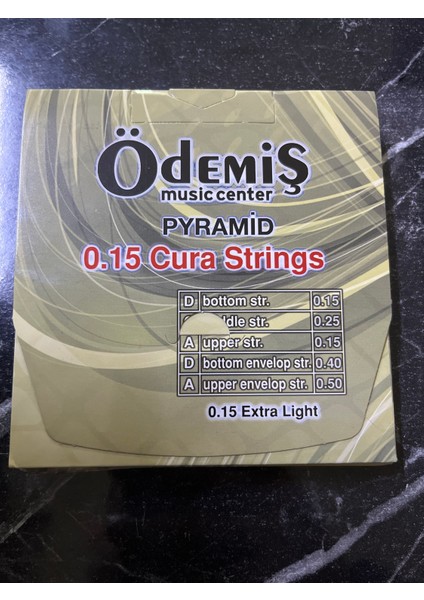 ÖDEMİŞ
music center
PYRAMİD
0.15 Cura Strings
D bottom str. 0.15
str. 0.25
A upper str. 0.15
D bottom envelop str. 0.40
A upper envelop str. 0.50
0.15 Extra Light